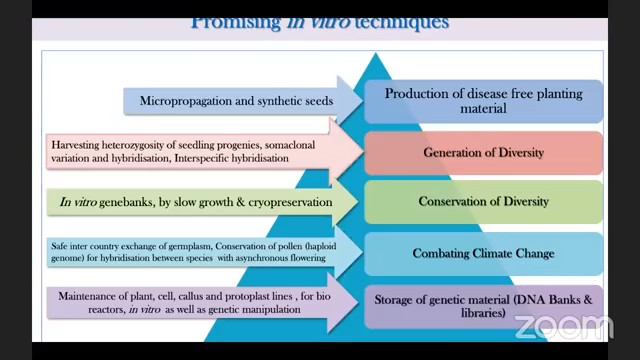 Promising in vitro techniques
Micropropagation and synthetic seeds
Production of disease free planting
material
Harvesting heterozygosity of seedling progenies, somaclonal
variation and hybridisation, Interspecific hybridisation
Generation of Diversity
In vitro genebanks, by slow growth & cryopreservation
Conservation of Diversity
Safe inter country exchange of germplasm, Conservation of pollen (haploid
genome) for hybridisation between species with asynchronous flowering
Combating Climate Change
Maintenance of plant, cell, callus and protoplast lines , for bio
reactors, in vitro as well as genetic manipulation
Storage of genetic material (DNA Banks &
libraries)
zoom